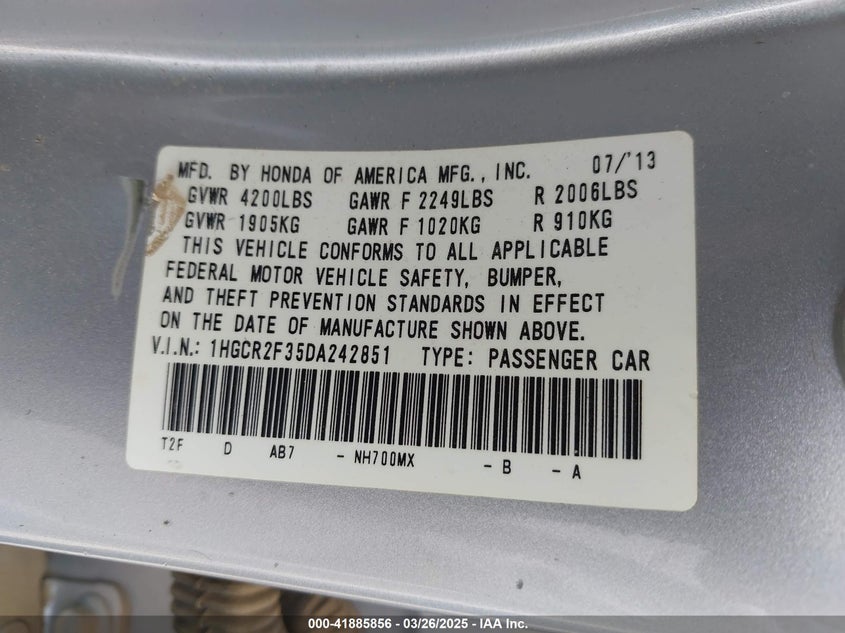 MFD. BY HONDA OF AMERICA MFG., INC. 07/'13
GVWR 4200LBS GAWR F 2249LBS R 2006LBS
GVWR 1905KG GAWR F 1020KG R 910KG
THIS VEHICLE CONFORMS TO ALL APPLICABLE
FEDERAL MOTOR VEHICLE SAFETY, BUMPER,
AND THEFT PREVENTION STANDARDS IN EFFECT
ON THE DATE OF MANUFACTURE SHOWN ABOVE.
V.I.N.: 1HGCR2F35DA242851 TYPE: PASSENGER CAR
T2F D AB7 - NH700MX - B - A
000-41885856 - 03/26/2025 - IAA Inc.